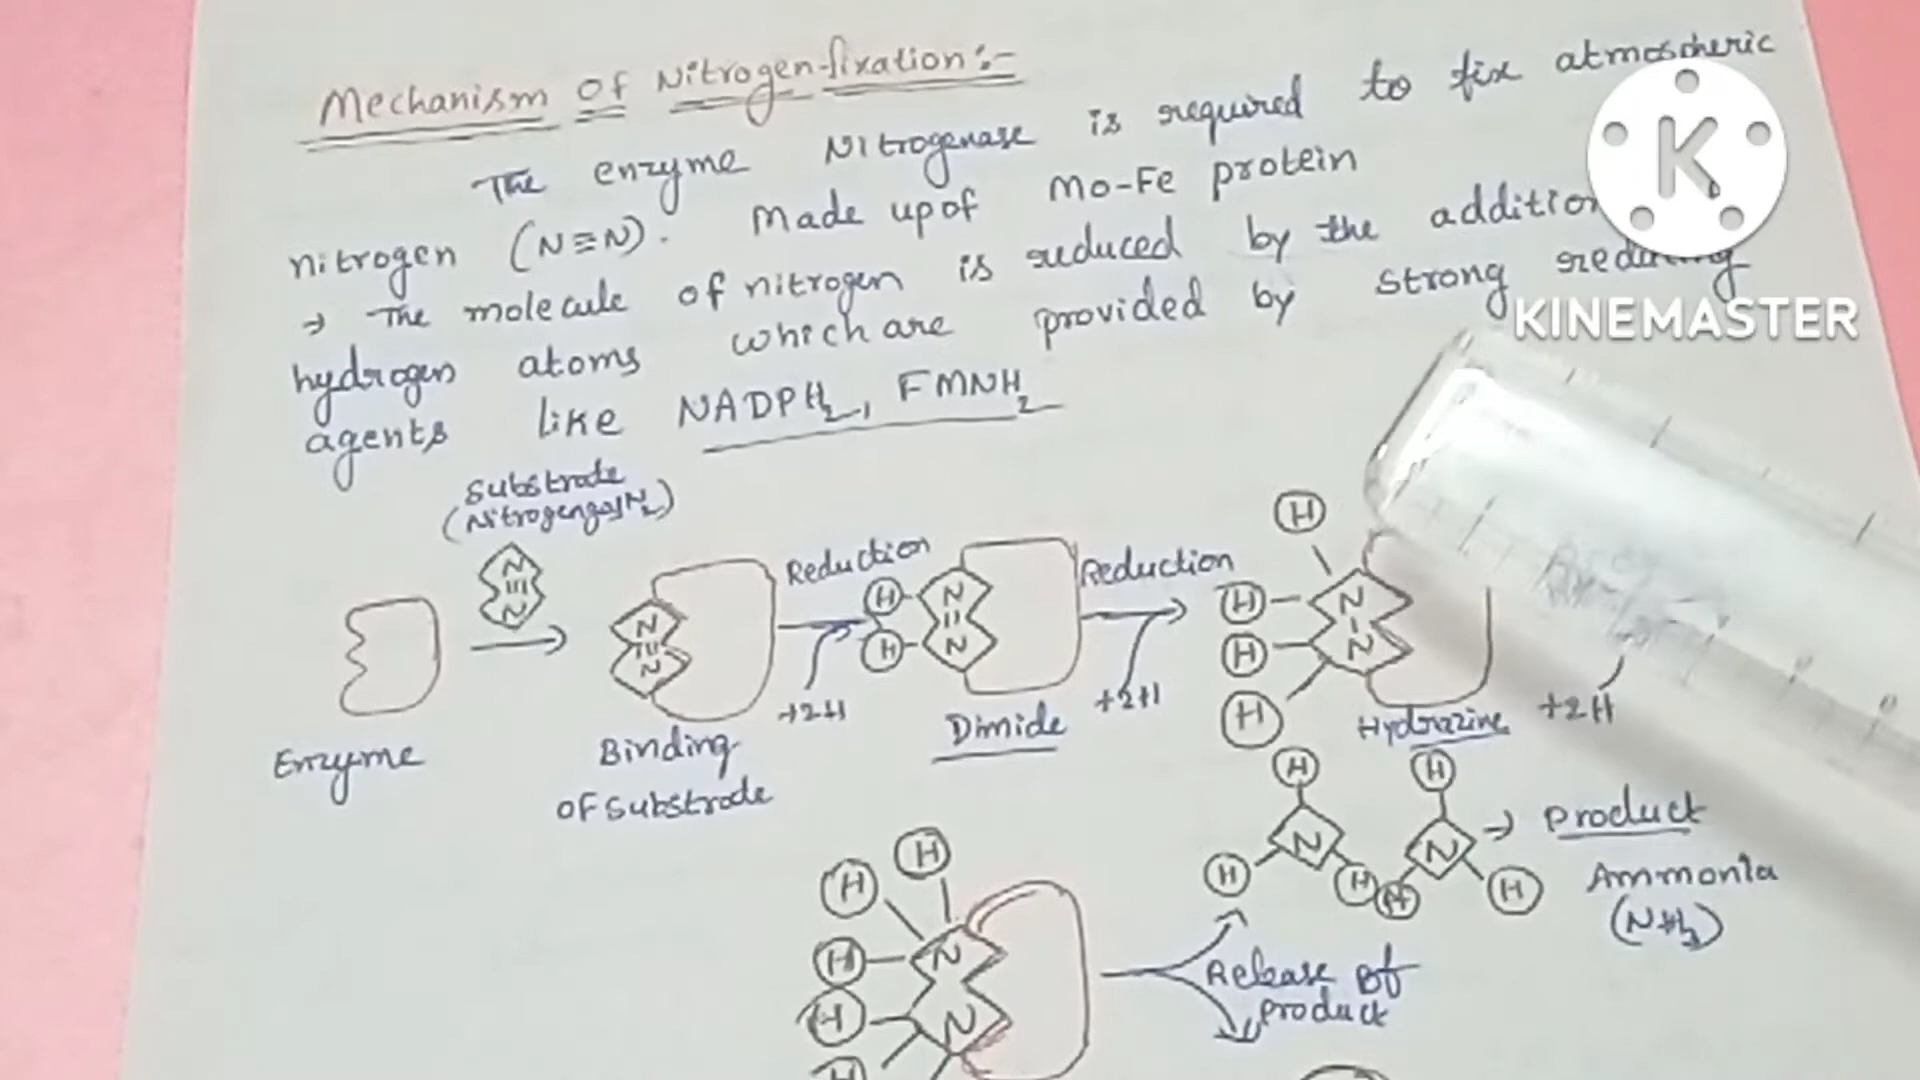 Mechanism of Nitrogen-fixation:-
The enzyme Nitrogenase is required to fix atmospheric
nitrogen (N≡N). Made up of Mo-Fe protein
→ The molecule of nitrogen is reduced by the addition
hydrogen atoms which are provided by strong reducing
agents like NADPH₂, FMNH₂
K
KINEMASTER
Substrate
(Nitrogengas N₂)
N≡N
Enzyme
N≡N
Binding
of substrate
Reduction
+2H
H H
N=N
Dimide
Reduction
+2H
H
H
H
H
N-N
Hydrazine
+2H
H
N
H H
H
N
H H
→ Product
Ammonia
(NH₃)
H
H
H
H
H
N
N
Release of
product